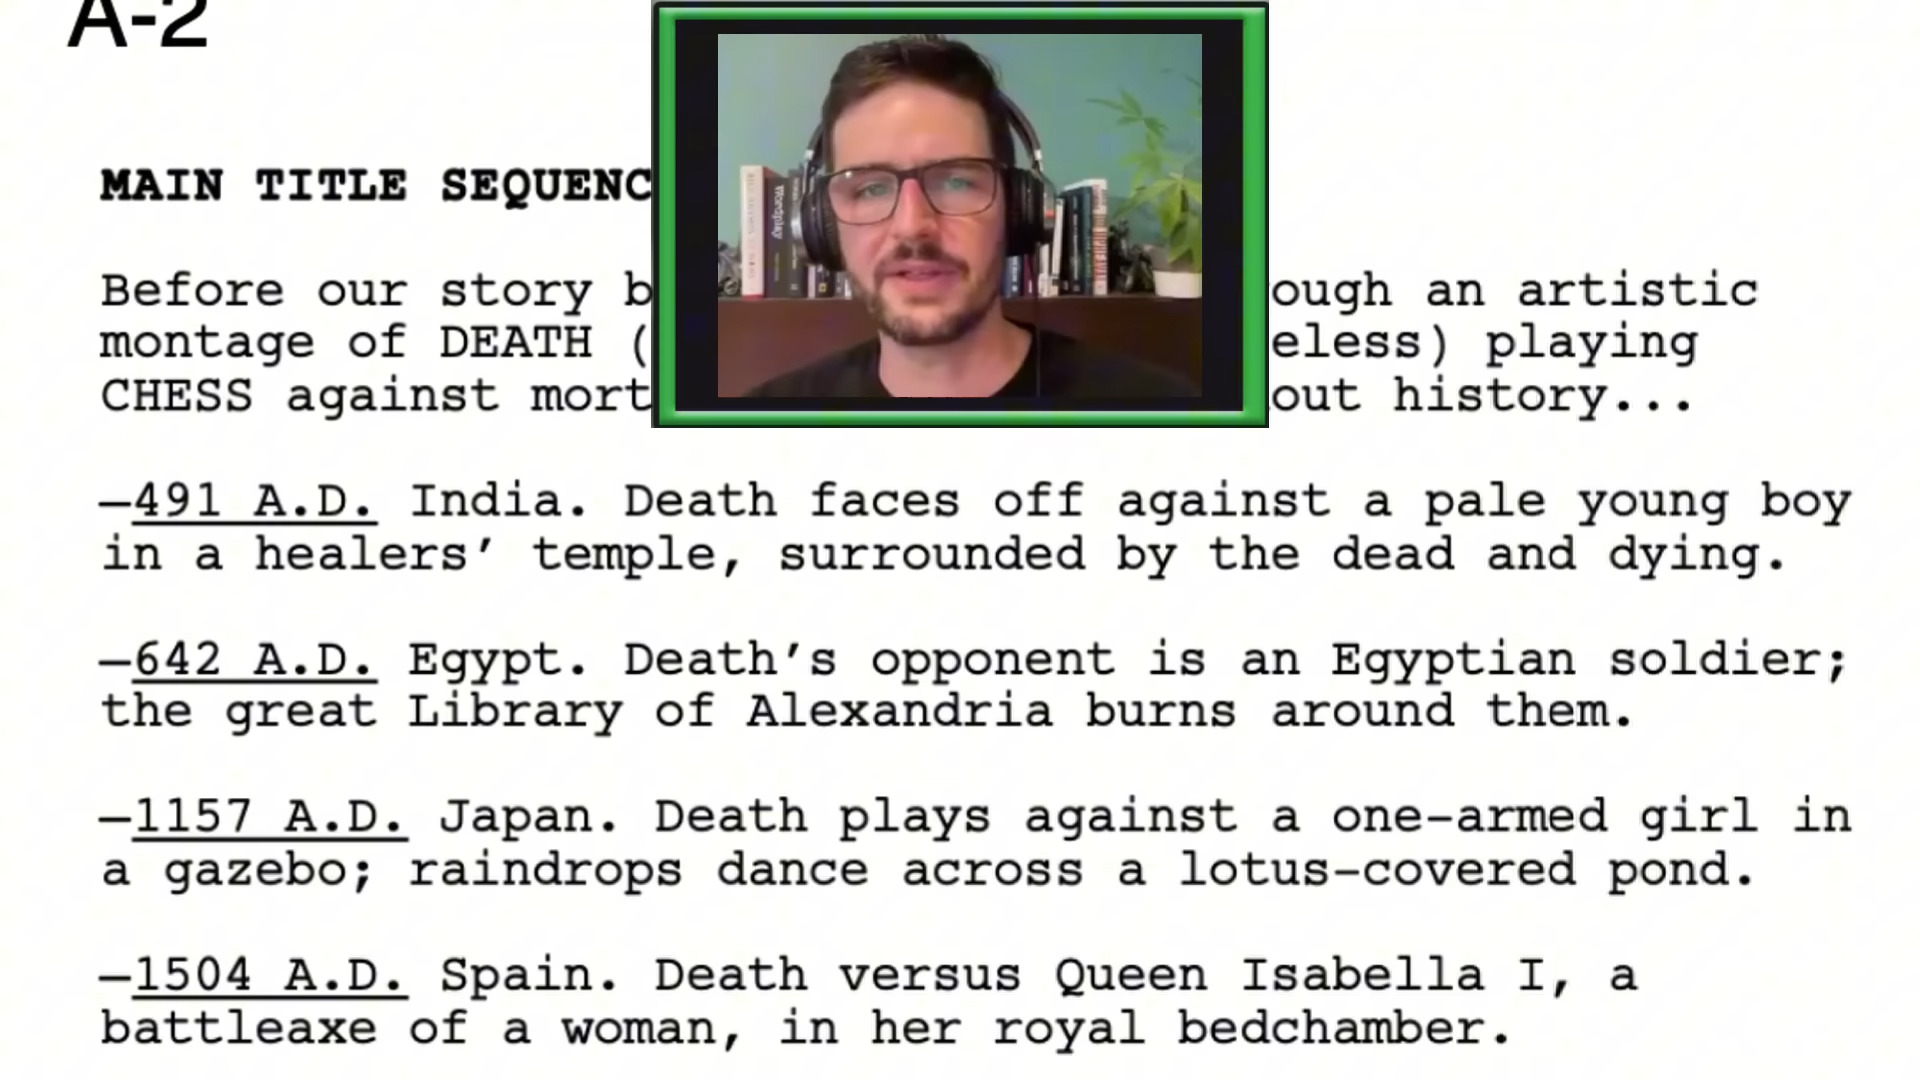 A-2
MAIN TITLE SEQUENC
Before our story b ough an artistic
montage of DEATH ( eless) playing
CHESS against mort out history...
—491 A.D. India. Death faces off against a pale young boy
in a healers’ temple, surrounded by the dead and dying.
—642 A.D. Egypt. Death’s opponent is an Egyptian soldier;
the great Library of Alexandria burns around them.
—1157 A.D. Japan. Death plays against a one-armed girl in
a gazebo; raindrops dance across a lotus-covered pond.
—1504 A.D. Spain. Death versus Queen Isabella I, a
battleaxe of a woman, in her royal bedchamber.
Wordplay